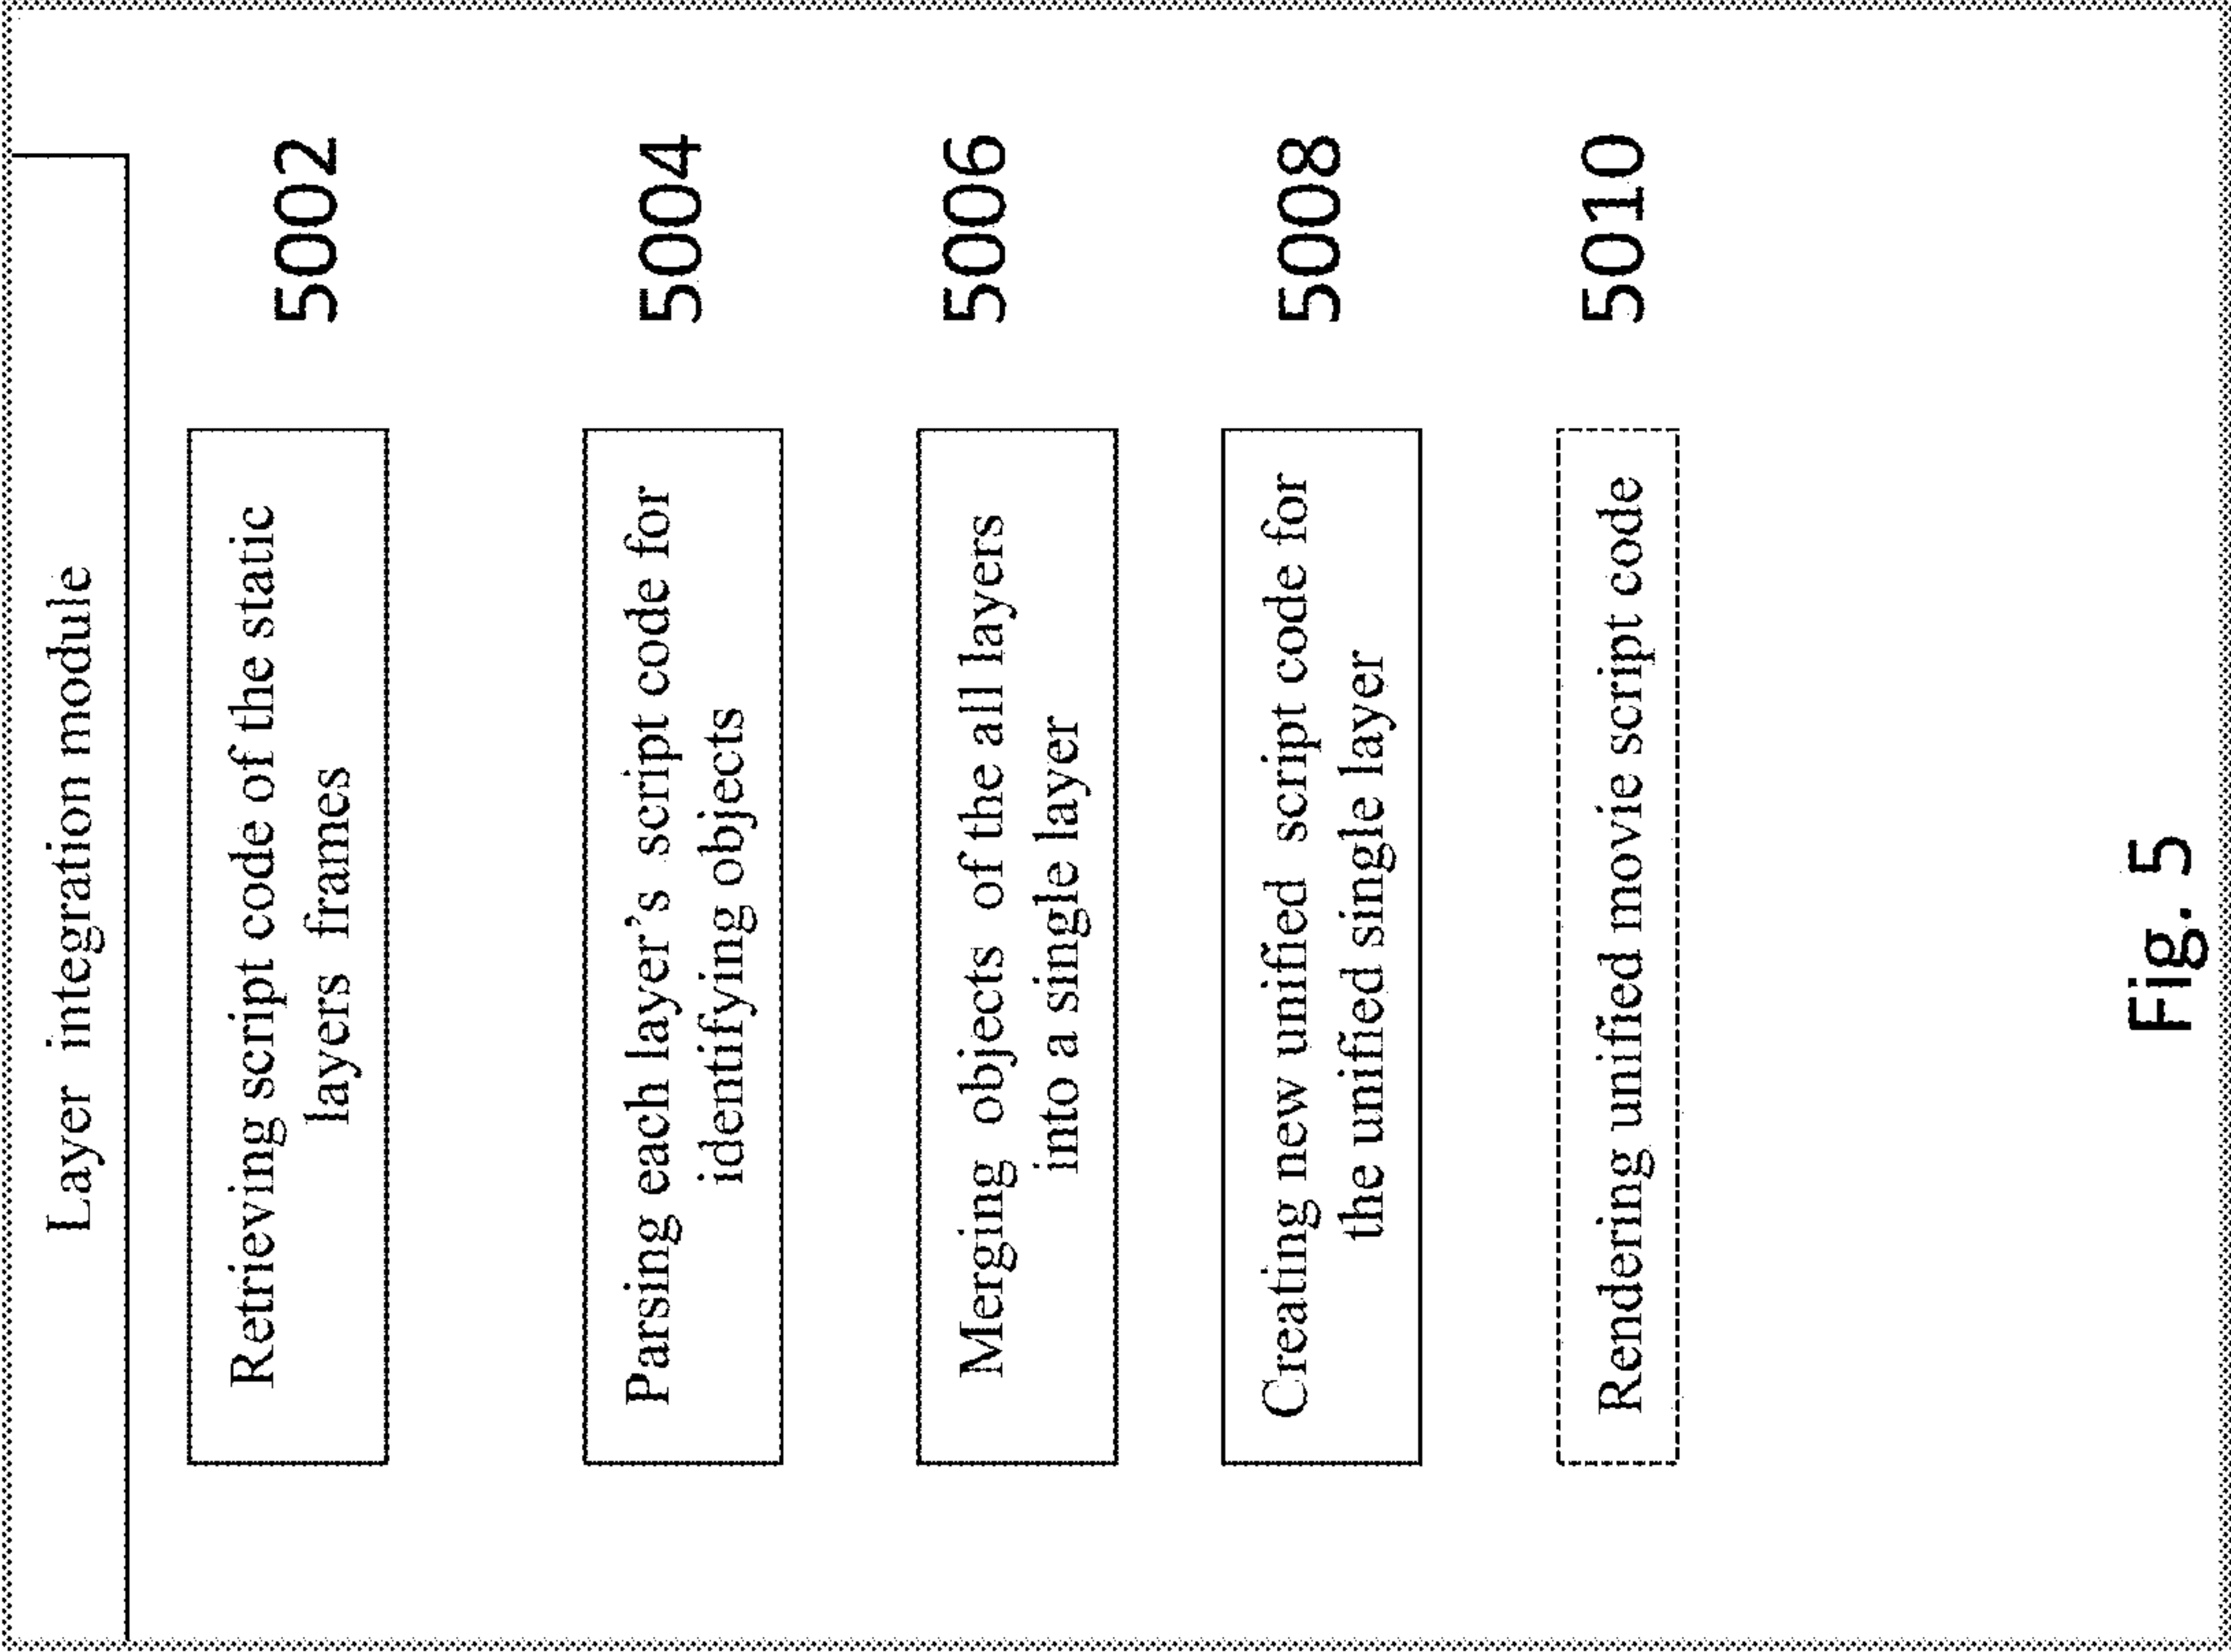 Layer integration module
Retrieving script code of the static
layers frames
5002
Parsing each layer's script code for
identifying objects
5004
Merging objects of the all layers
into a single layer
5006
Creating new unified script code for
the unified single layer
5008
Rendering unified movie script code
5010
Fig. 5